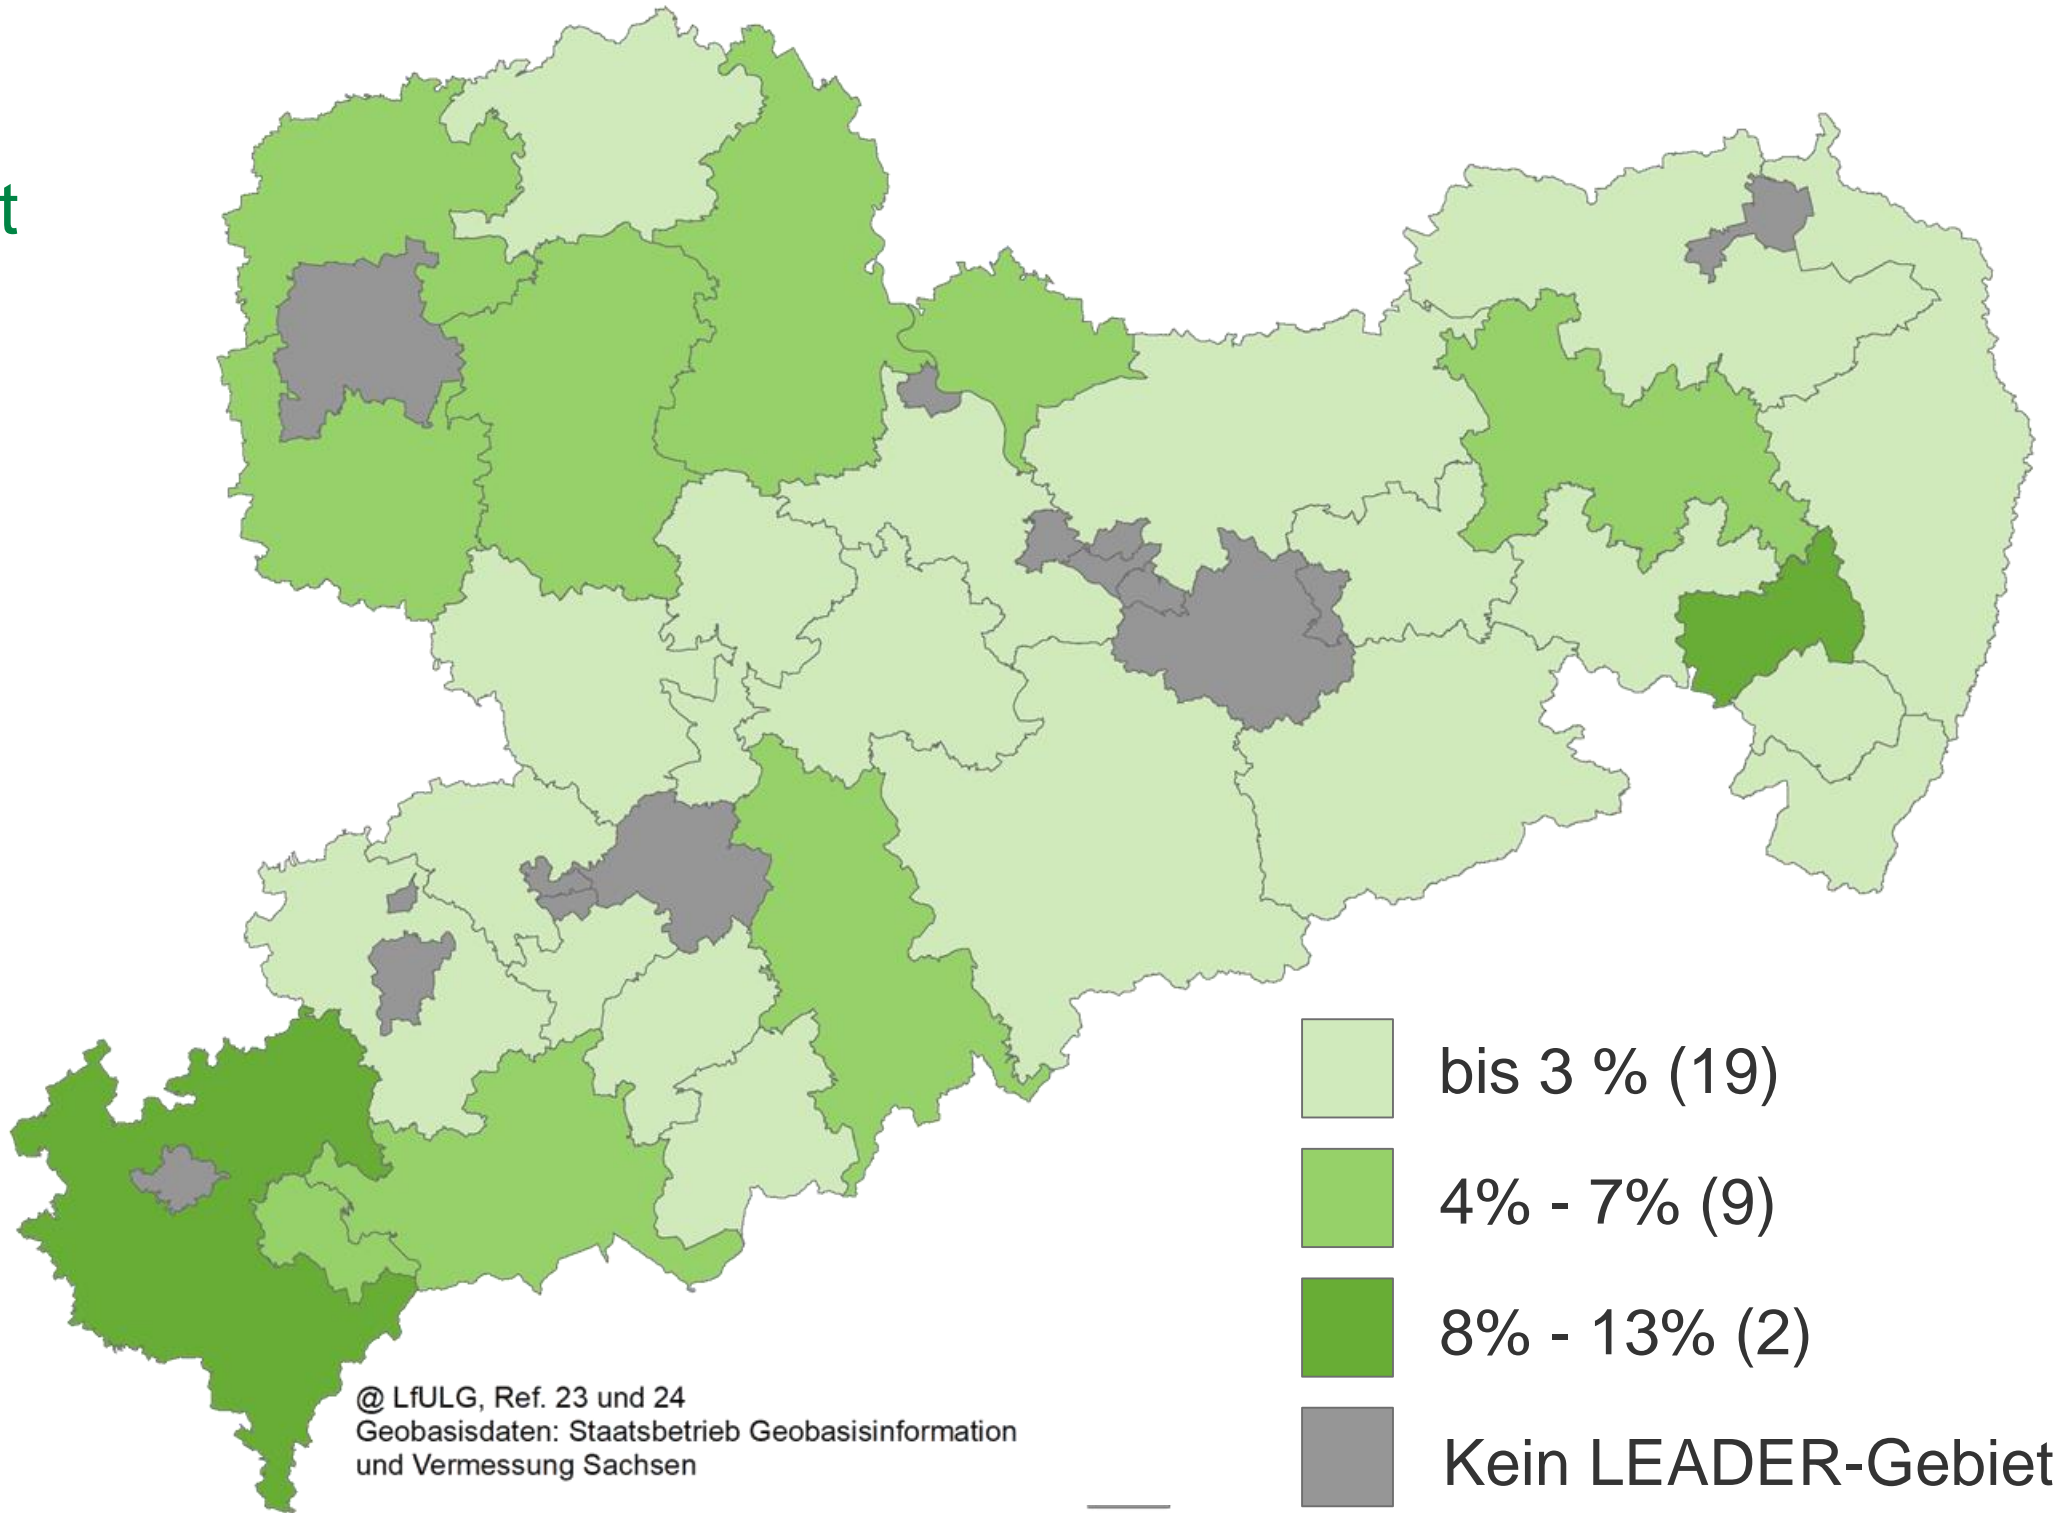 t
bis 3 % (19)
4% - 7% (9)
8% - 13% (2)
Kein LEADER-Gebiet
@ LfULG, Ref. 23 und 24
Geobasisdaten: Staatsbetrieb Geobasisinformation
und Vermessung Sachsen